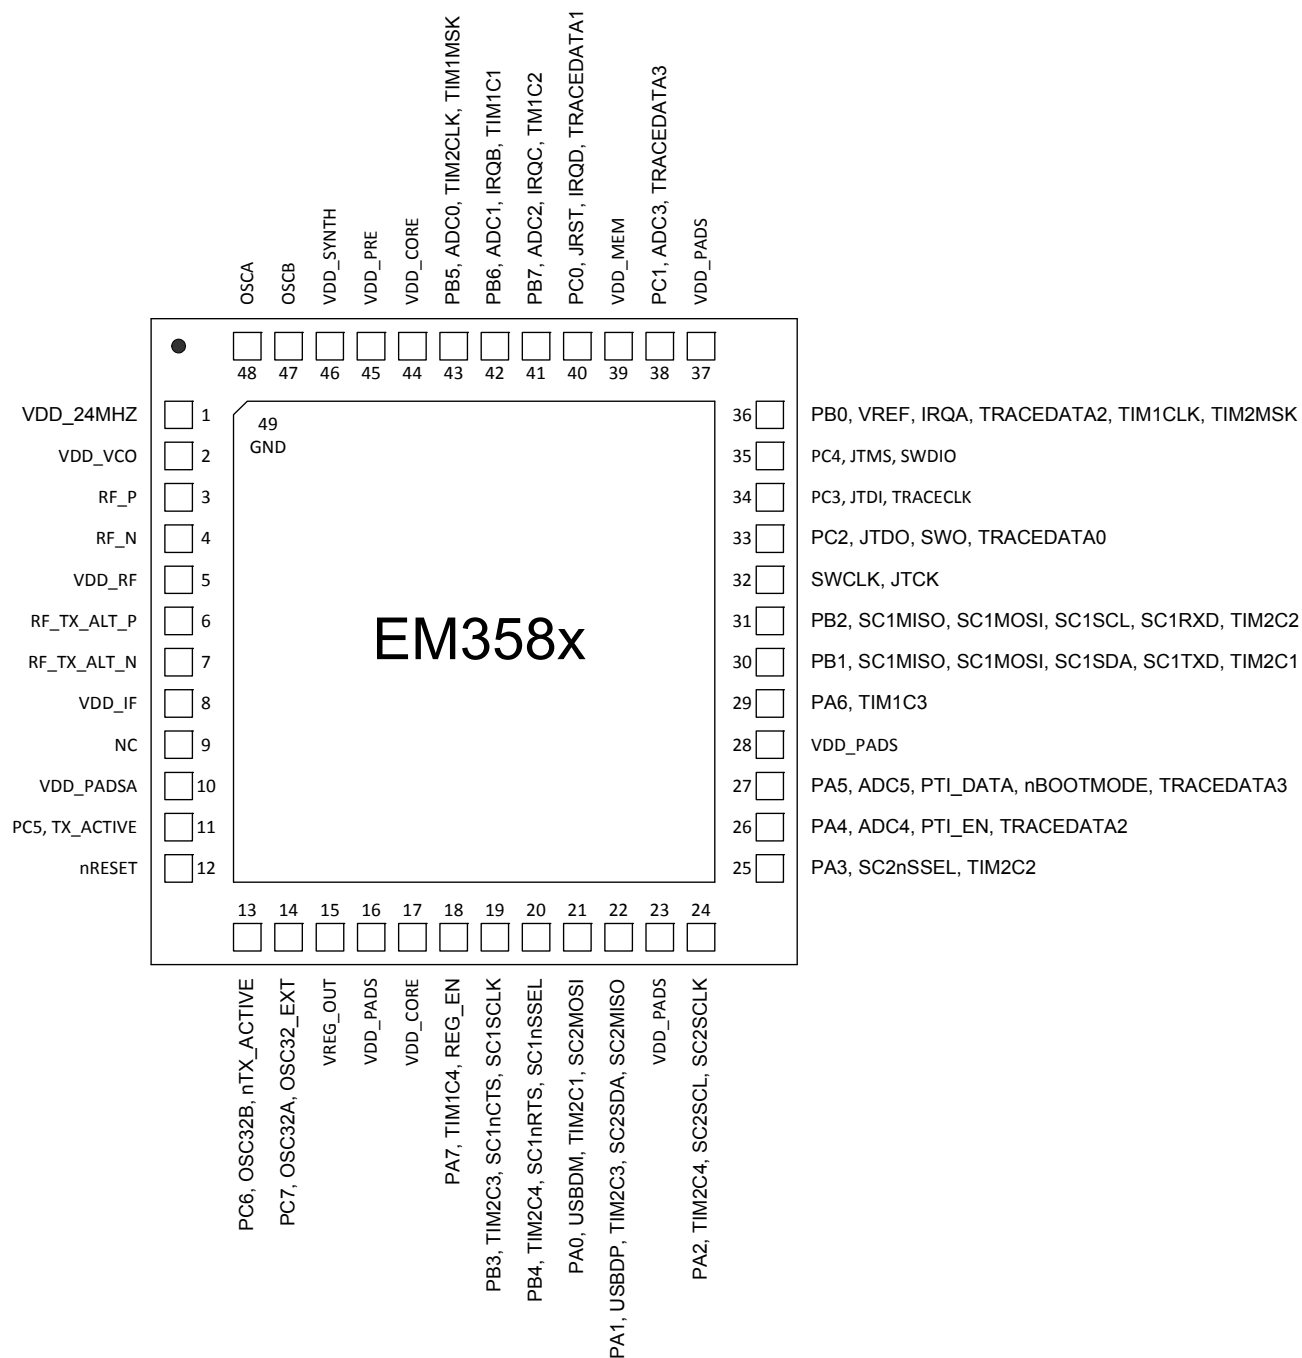 OSCA
OSCB
VDD_SYNTH
VDD_PRE
VDD_CORE
PB5, ADC0, TIM2CLK, TIM1MSK
PB6, ADC1, IRQB, TIM1C1
PB7, ADC2, IRQC, TM1C2
PC0, JRST, IRQD, TRACEDATA1
VDD_MEM
PC1, ADC3, TRACEDATA3
VDD_PADS
48 47 46 45 44 43 42 41 40 39 38 37
VDD_24MHZ 1
VDD_VCO 2
RF_P 3
RF_N 4
VDD_RF 5
RF_TX_ALT_P 6
RF_TX_ALT_N 7
VDD_IF 8
NC 9
VDD_PADSA 10
PC5, TX_ACTIVE 11
nRESET 12
49
GND
EM358x
36 PB0, VREF, IRQA, TRACEDATA2, TIM1CLK, TIM2MSK
35 PC4, JTMS, SWDIO
34 PC3, JTDI, TRACECLK
33 PC2, JTDO, SWO, TRACEDATA0
32 SWCLK, JTCK
31 PB2, SC1MISO, SC1MOSI, SC1SCL, SC1RXD, TIM2C2
30 PB1, SC1MISO, SC1MOSI, SC1SDA, SC1TXD, TIM2C1
29 PA6, TIM1C3
28 VDD_PADS
27 PA5, ADC5, PTI_DATA, nBOOTMODE, TRACEDATA3
26 PA4, ADC4, PTI_EN, TRACEDATA2
25 PA3, SC2nSSEL, TIM2C2
13 14 15 16 17 18 19 20 21 22 23 24
PC6, OSC32B, nTX_ACTIVE
PC7, OSC32A, OSC32_EXT
VREG_OUT
VDD_PADS
VDD_CORE
PA7, TIM1C4, REG_EN
PB3, TIM2C3, SC1nCTS, SC1SCLK
PB4, TIM2C4, SC1nRTS, SC1nSSEL
PA0, USBDM, TIM2C1, SC2MOSI
PA1, USBDP, TIM2C3, SC2SDA, SC2MISO
VDD_PADS
PA2, TIM2C4, SC2SCL, SC2SCLK